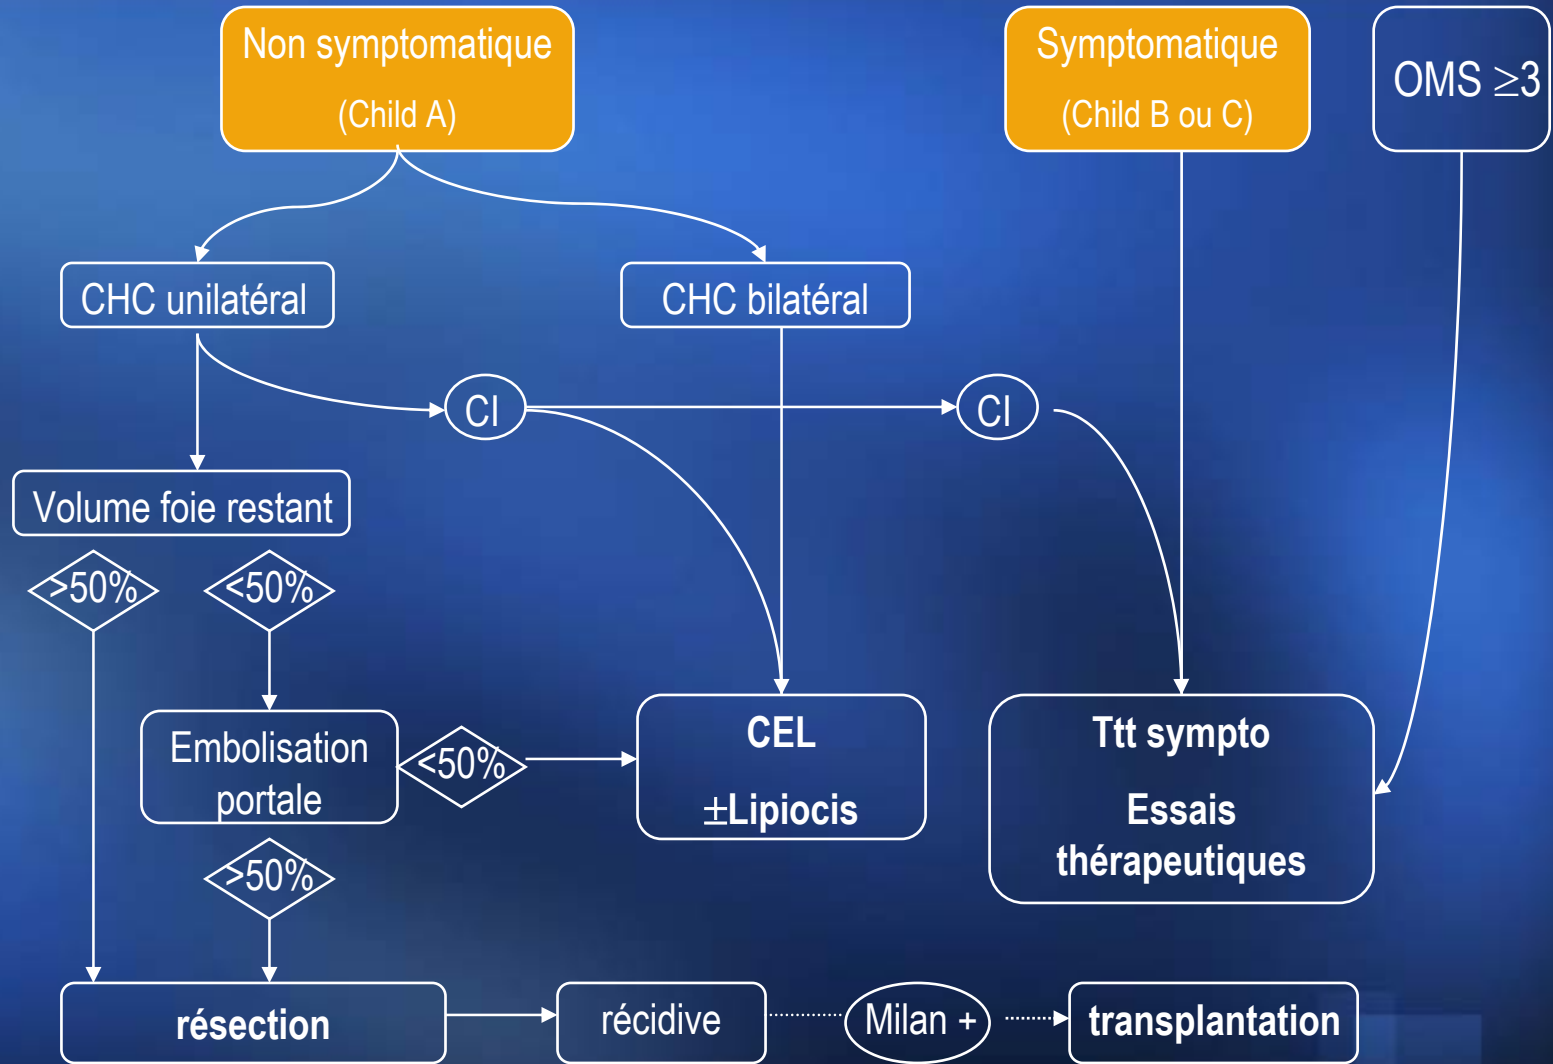 Non symptomatique
(Child A)
Symptomatique
(Child B ou C)
OMS ≥3
CHC unilatéral
CHC bilatéral
CI
CI
Volume foie restant
>50%
<50%
Embolisation
portale
<50%
CEL
±Lipiocis
Ttt sympto
Essais
thérapeutiques
>50%
résection
récidive
Milan +
transplantation